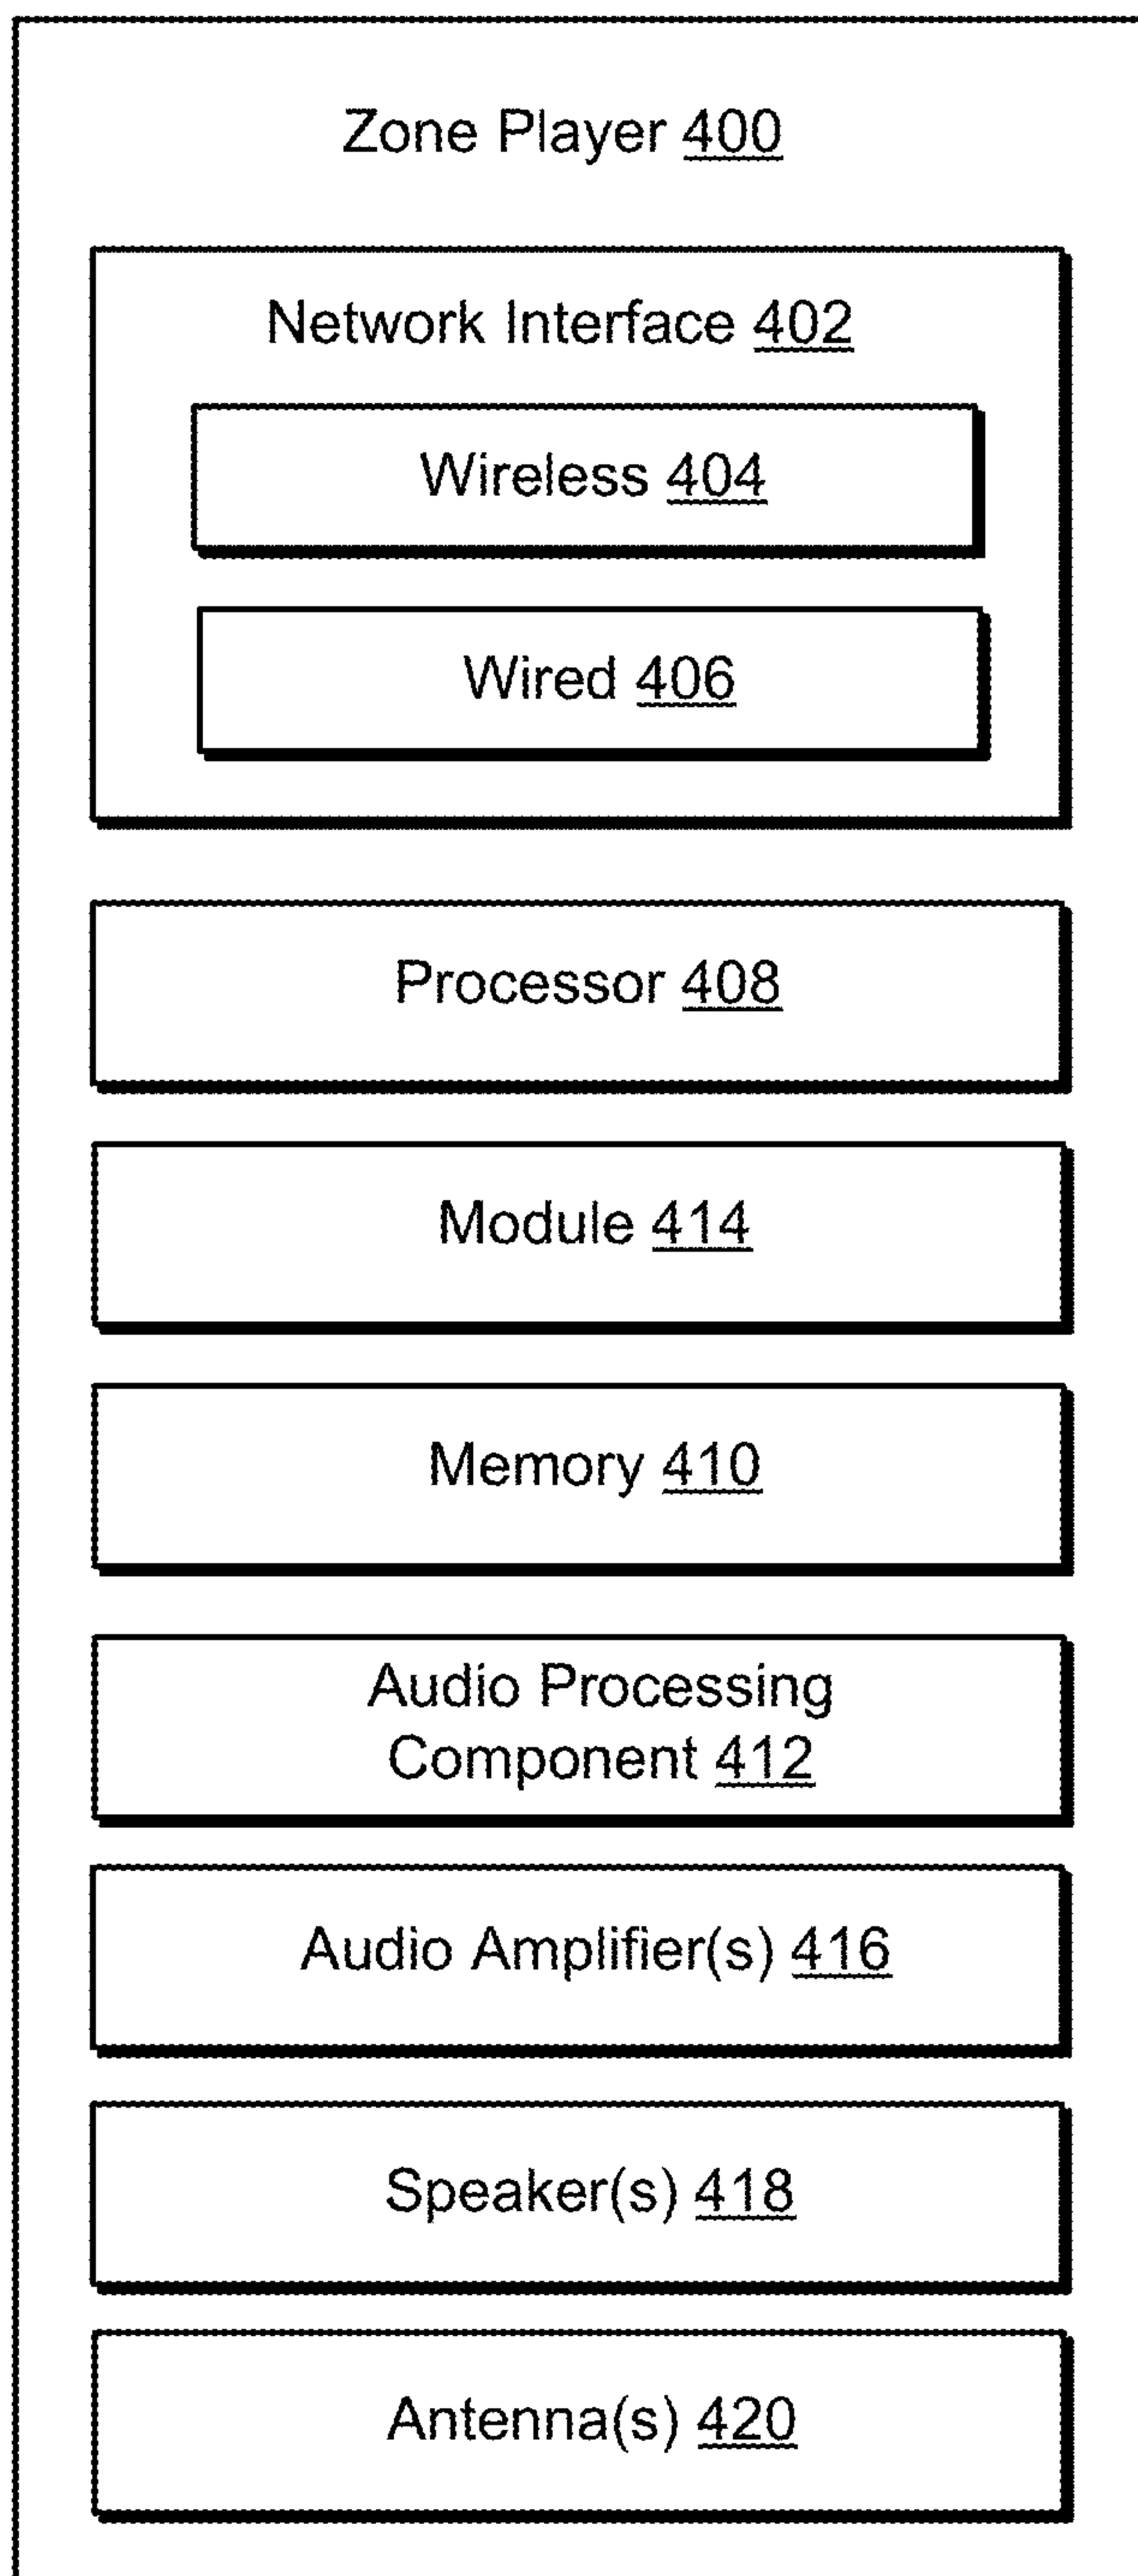 Zone Player 400
Network Interface 402
Wireless 404
Wired 406
Processor 408
Module 414
Memory 410
Audio Processing
Component 412
Audio Amplifier(s) 416
Speaker(s) 418
Antenna(s) 420